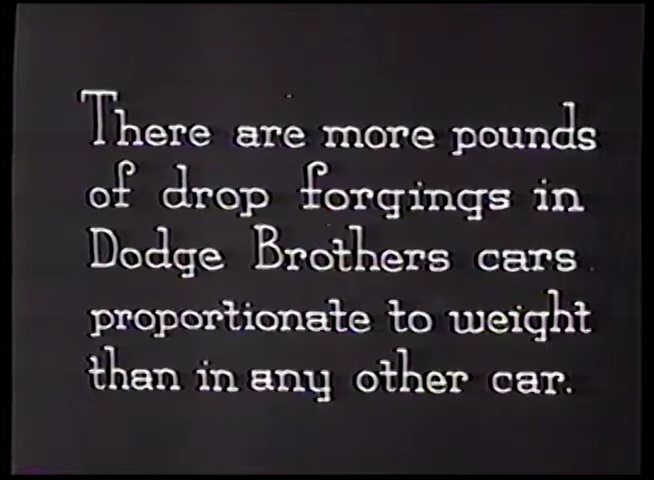 There are more pounds
of drop forgings in
Dodge Brothers cars
proportionate to weight
than in any other car.